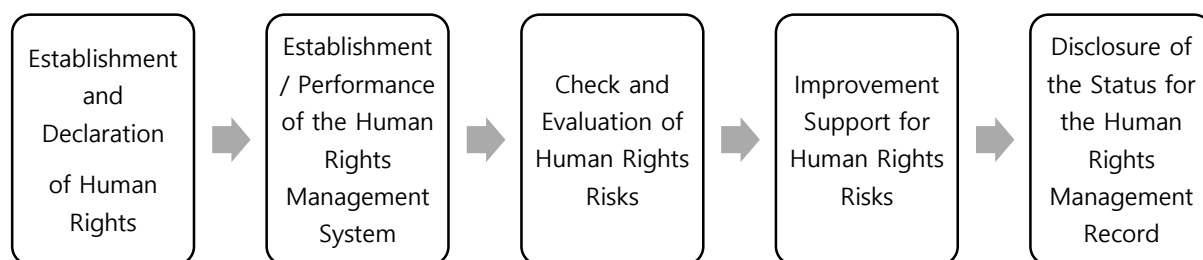 Establishment
and
Declaration
of Human
Rights
Establishment
/ Performance
of the Human
Rights
Management
System
Check and
Evaluation of
Human Rights
Risks
Improvement
Support for
Human Rights
Risks
Disclosure of
the Status for
the Human
Rights
Management
Record